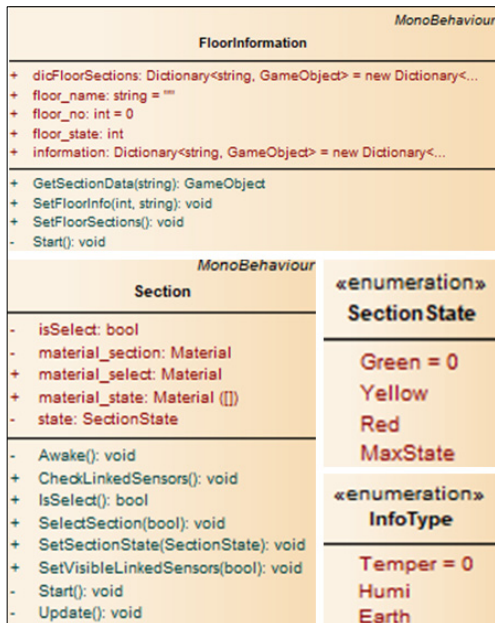 MonoBehaviour
FloorInformation
+ dicFloorSections: Dictionary<string, GameObject> = new Dictionary<...
+ floor_name: string = ""
+ floor_no: int = 0
+ floor_state: int
+ information: Dictionary<string, GameObject> = new Dictionary<...
+ GetSectionData(string): GameObject
+ SetFloorInfo(int, string): void
+ SetFloorSections(): void
- Start(): void
MonoBehaviour
Section
- isSelect: bool
- material_section: Material
+ material_select: Material
+ material_state: Material ([])
- state: SectionState
- Awake(): void
+ CheckLinkedSensors(): void
+ IsSelect(): bool
+ SelectSection(bool): void
+ SetSectionState(SectionState): void
+ SetVisibleLinkedSensors(bool): void
- Start(): void
- Update(): void
«enumeration»
SectionState
Green = 0
Yellow
Red
MaxState
«enumeration»
InfoType
Temper = 0
Humi
Earth